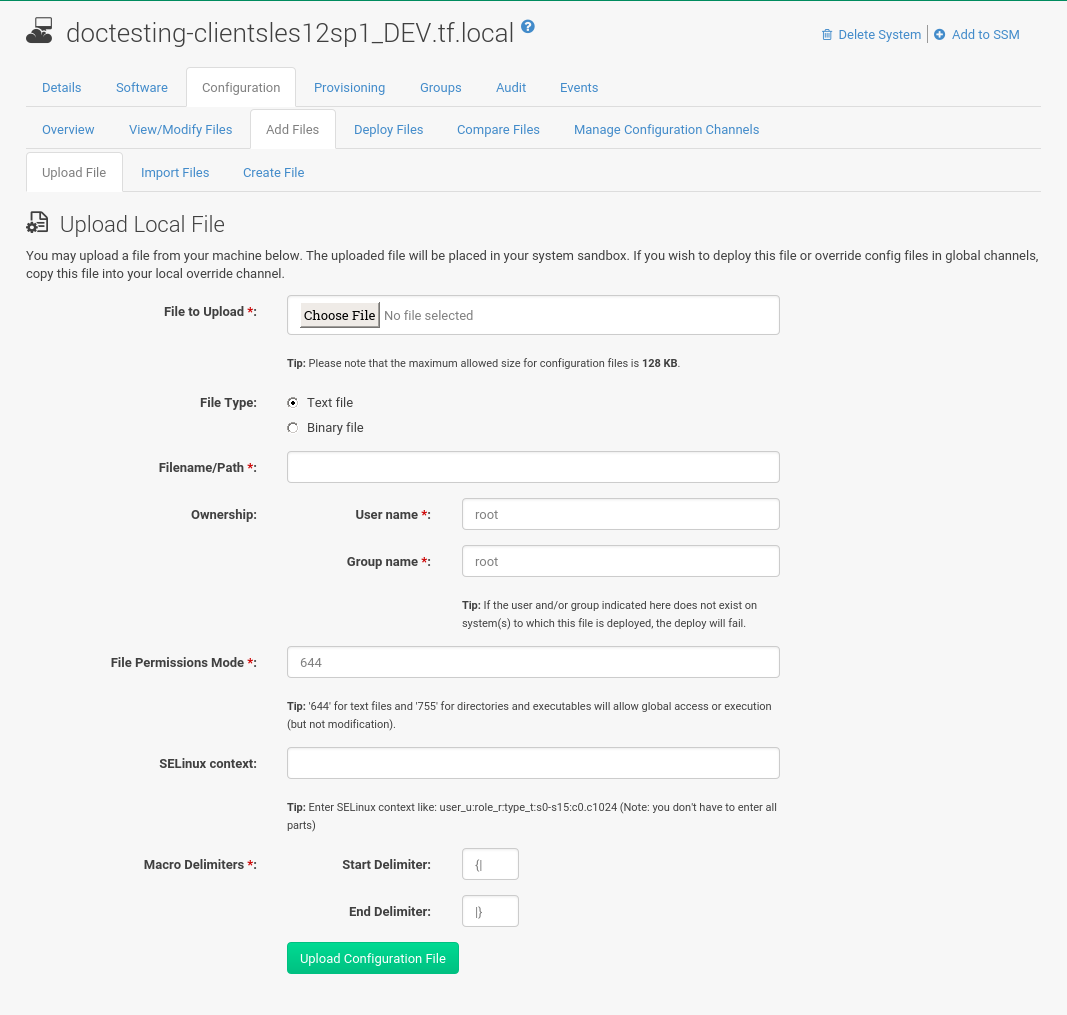 doctesting-clientsles12sp1_DEV.tf.local ?
Delete System | Add to SSM
Details Software Configuration Provisioning Groups Audit Events
Overview View/Modify Files Add Files Deploy Files Compare Files Manage Configuration Channels
Upload File Import Files Create File
Upload Local File
You may upload a file from your machine below. The uploaded file will be placed in your system sandbox. If you wish to deploy this file or override config files in global channels,
copy this file into your local override channel.
File to Upload *: Choose File No file selected
Tip: Please note that the maximum allowed size for configuration files is 128 KB.
File Type: Text file
Binary file
Filename/Path *:
Ownership: User name *: root
Group name *: root
Tip: If the user and/or group indicated here does not exist on
system(s) to which this file is deployed, the deploy will fail.
File Permissions Mode *: 644
Tip: '644' for text files and '755' for directories and executables will allow global access or execution
(but not modification).
SELinux context:
Tip: Enter SELinux context like: user_u:role_r:type_t:s0-s15:c0.c1024 (Note: you don't have to enter all
parts)
Macro Delimiters *: Start Delimiter: {|
End Delimiter: |}
Upload Configuration File